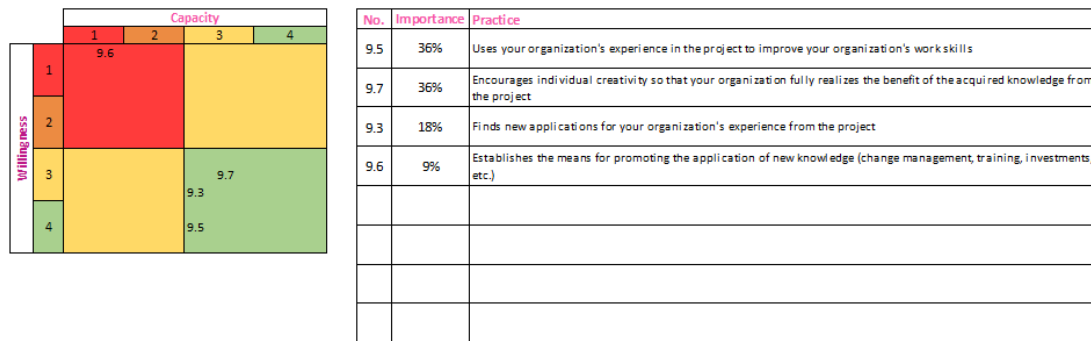 Capacity
1 2 3 4
Willingness
1
9.6
2
3
9.7
9.3
4
9.5
No. Importance Practice
9.5 36% Uses your organization's experience in the project to improve your organization's work skills
9.7 36% Encourages individual creativity so that your organization fully realizes the benefit of the acquired knowledge from
the project
9.3 18% Finds new applications for your organization's experience from the project
9.6 9% Establishes the means for promoting the application of new knowledge (change management, training, investments,
etc.)